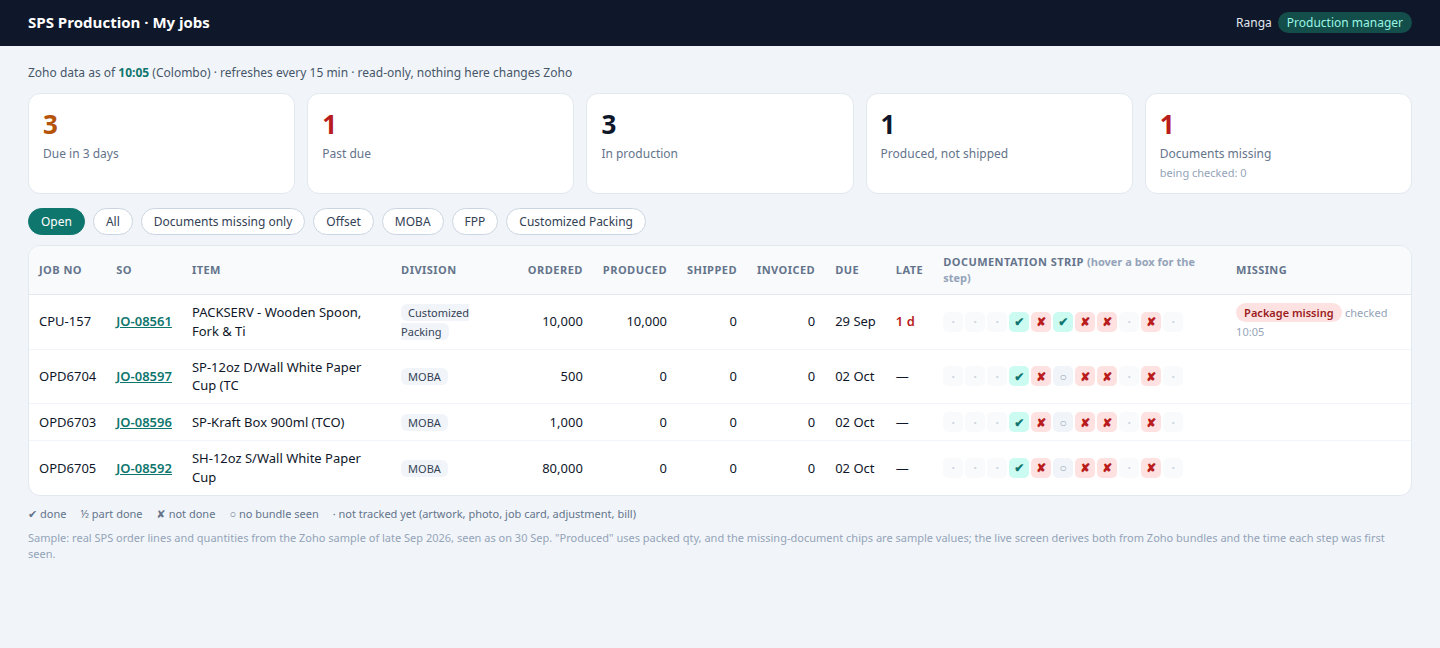 SPS Production · My jobs
Ranga Production manager
Zoho data as of 10:05 (Colombo) · refreshes every 15 min · read-only, nothing here changes Zoho
3
Due in 3 days
1
Past due
3
In production
1
Produced, not shipped
1
Documents missing
being checked: 0
Open All Documents missing only Offset MOBA FPP Customized Packing
JOB NO SO ITEM DIVISION ORDERED PRODUCED SHIPPED INVOICED DUE LATE DOCUMENTATION STRIP (hover a box for the step) MISSING
CPU-157 JO-08561 PACKSERV - Wooden Spoon, Fork & Ti Customized Packing 10,000 10,000 0 0 29 Sep 1 d · · · ✔ ✘ ✔ ✘ ✘ · ✘ · Package missing checked 10:05
OPD6704 JO-08597 SP-12oz D/Wall White Paper Cup (TC MOBA 500 0 0 0 02 Oct — · · · ✔ ✘ ○ ✘ ✘ · ✘ ·
OPD6703 JO-08596 SP-Kraft Box 900ml (TCO) MOBA 1,000 0 0 0 02 Oct — · · · ✔ ✘ ○ ✘ ✘ · ✘ ·
OPD6705 JO-08592 SH-12oz S/Wall White Paper Cup MOBA 80,000 0 0 0 02 Oct — · · · ✔ ✘ ○ ✘ ✘ · ✘ ·
✔ done ½ part done ✘ not done ○ no bundle seen · not tracked yet (artwork, photo, job card, adjustment, bill)
Sample: real SPS order lines and quantities from the Zoho sample of late Sep 2026, seen as on 30 Sep. "Produced" uses packed qty, and the missing-document chips are sample values; the live screen derives both from Zoho bundles and the time each step was first
seen.